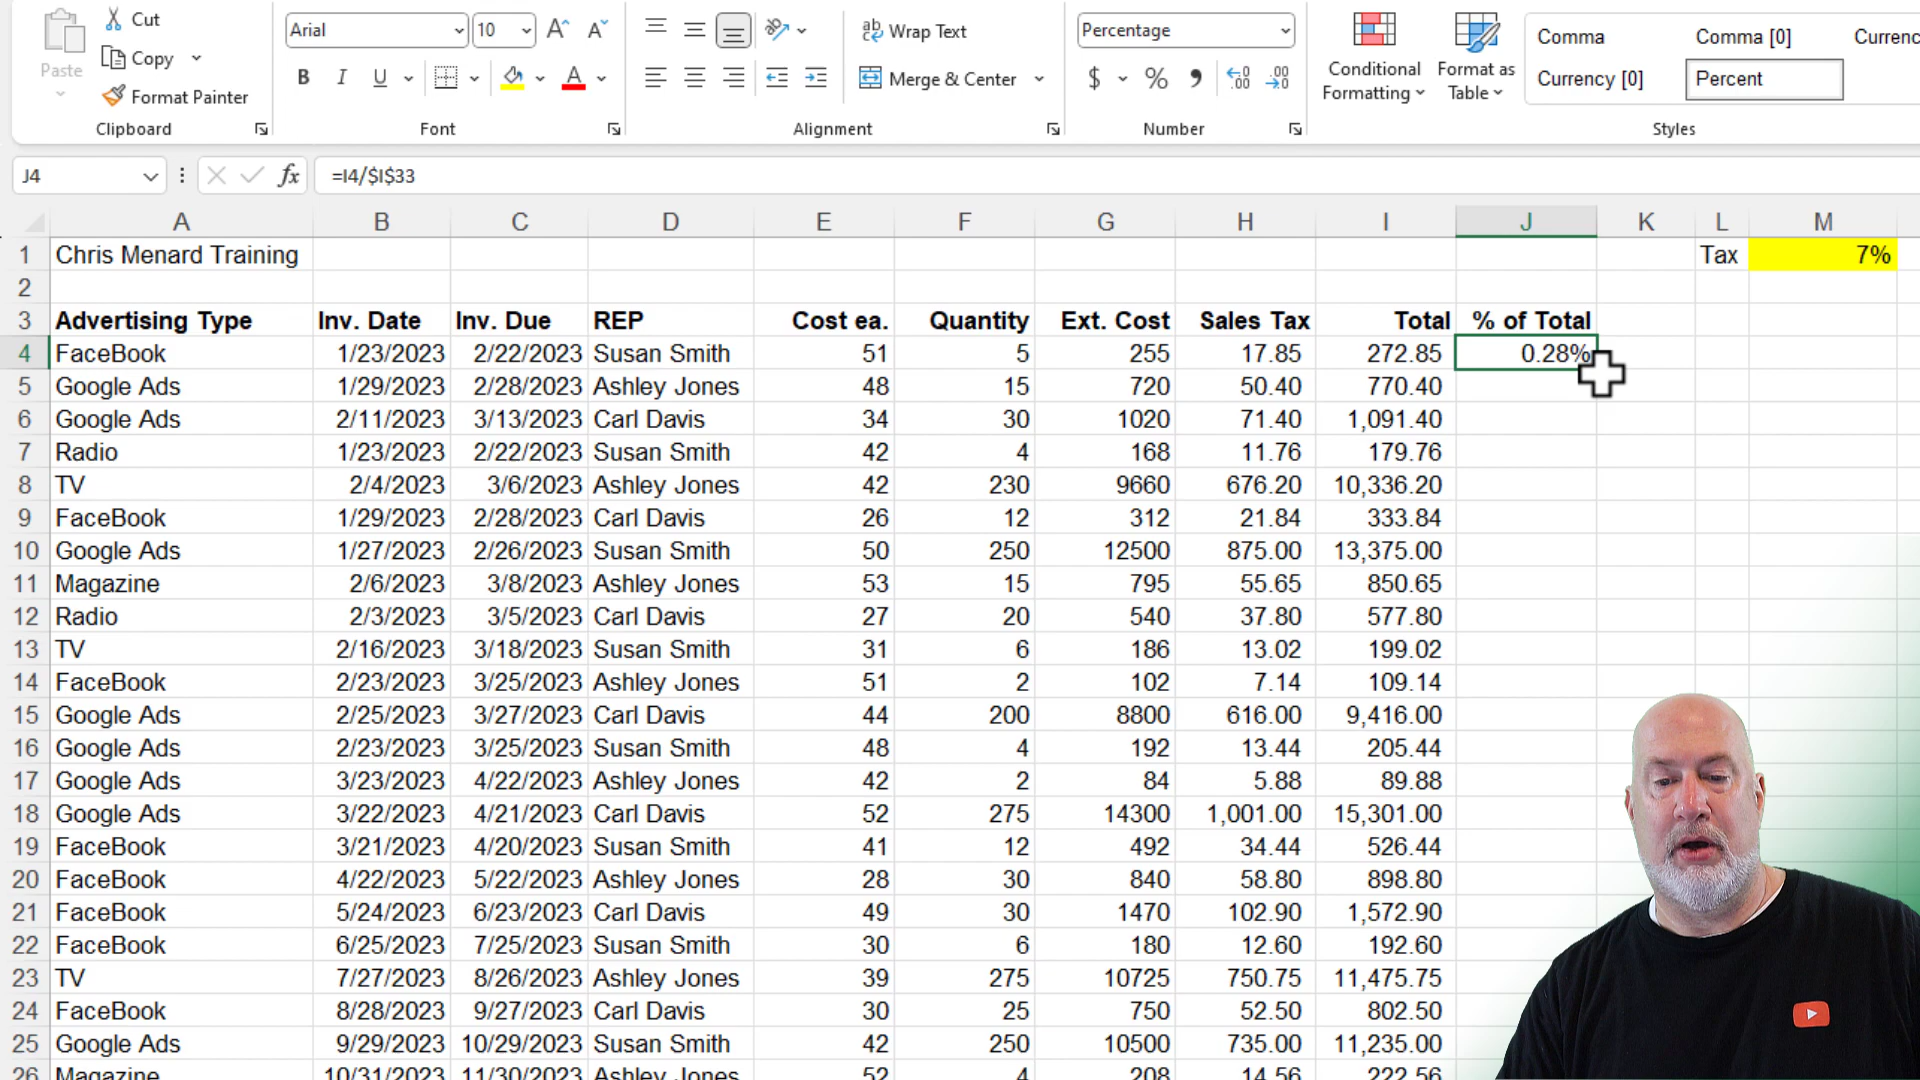 Cut
Copy
Format Painter
Paste
Clipboard
Arial
10
A A
B I U A
Font
Wrap Text
Merge & Center
Alignment
Percentage
$ % , .00
Number
Conditional Formatting
Format as Table
Comma
Comma [0]
Currenc
Currency [0]
Percent
Styles
J4
fx
=I4/$I$33
A B C D E F G H I J K L M
1 Chris Menard Training Tax 7%
2
3 Advertising Type Inv. Date Inv. Due REP Cost ea. Quantity Ext. Cost Sales Tax Total % of Total
4 FaceBook 1/23/2023 2/22/2023 Susan Smith 51 5 255 17.85 272.85 0.28%
5 Google Ads 1/29/2023 2/28/2023 Ashley Jones 48 15 720 50.40 770.40
6 Google Ads 2/11/2023 3/13/2023 Carl Davis 34 30 1020 71.40 1,091.40
7 Radio 1/23/2023 2/22/2023 Susan Smith 42 4 168 11.76 179.76
8 TV 2/4/2023 3/6/2023 Ashley Jones 42 230 9660 676.20 10,336.20
9 FaceBook 1/29/2023 2/28/2023 Carl Davis 26 12 312 21.84 333.84
10 Google Ads 1/27/2023 2/26/2023 Susan Smith 50 250 12500 875.00 13,375.00
11 Magazine 2/6/2023 3/8/2023 Ashley Jones 53 15 795 55.65 850.65
12 Radio 2/3/2023 3/5/2023 Carl Davis 27 20 540 37.80 577.80
13 TV 2/16/2023 3/18/2023 Susan Smith 31 6 186 13.02 199.02
14 FaceBook 2/23/2023 3/25/2023 Ashley Jones 51 2 102 7.14 109.14
15 Google Ads 2/25/2023 3/27/2023 Carl Davis 44 200 8800 616.00 9,416.00
16 Google Ads 2/23/2023 3/25/2023 Susan Smith 48 4 192 13.44 205.44
17 Google Ads 3/23/2023 4/22/2023 Ashley Jones 42 2 84 5.88 89.88
18 Google Ads 3/22/2023 4/21/2023 Carl Davis 52 275 14300 1,001.00 15,301.00
19 FaceBook 3/21/2023 4/20/2023 Susan Smith 41 12 492 34.44 526.44
20 FaceBook 4/22/2023 5/22/2023 Ashley Jones 28 30 840 58.80 898.80
21 FaceBook 5/24/2023 6/23/2023 Carl Davis 49 30 1470 102.90 1,572.90
22 FaceBook 6/25/2023 7/25/2023 Susan Smith 30 6 180 12.60 192.60
23 TV 7/27/2023 8/26/2023 Ashley Jones 39 275 10725 750.75 11,475.75
24 FaceBook 8/28/2023 9/27/2023 Carl Davis 30 25 750 52.50 802.50
25 Google Ads 9/29/2023 10/29/2023 Susan Smith 42 250 10500 735.00 11,235.00
26 Magazine 10/31/2023 11/30/2023 Ashley Jones 52 4 208 14.56 222.56